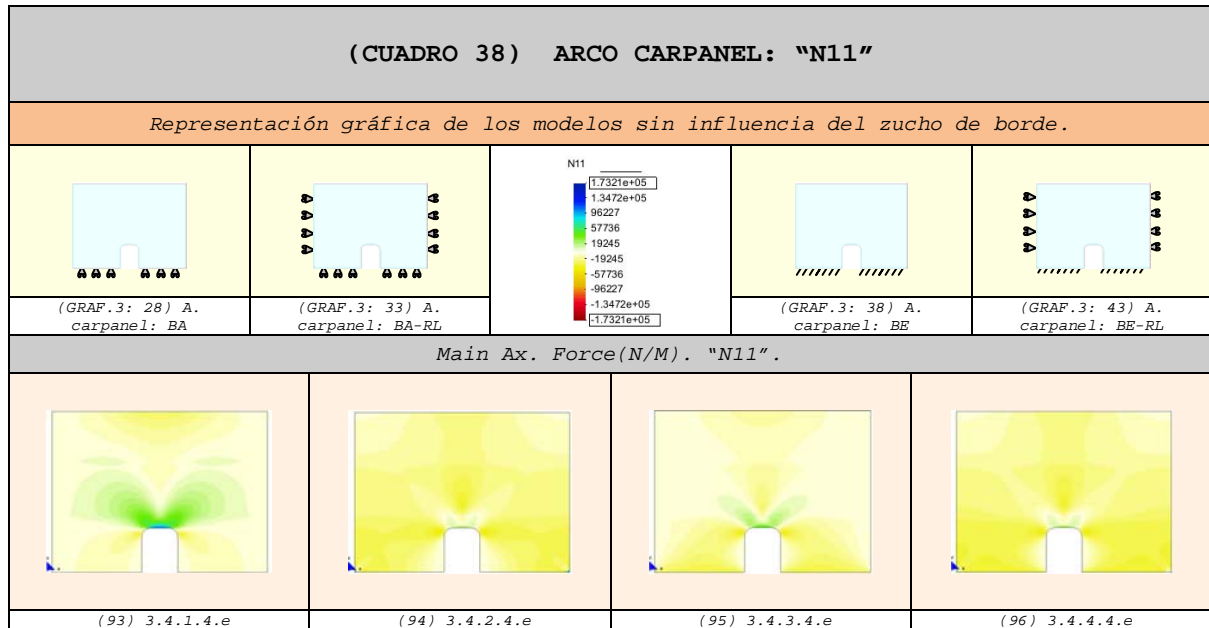 (CUADRO 38) ARCO CARPANEL: “N11”
Representación gráfica de los modelos sin influencia del zucho de borde.
N11
1.7321e+05
1.3472e+05
96227
57736
19245
-19245
-57736
-96227
-1.3472e+05
-1.7321e+05
(GRAF.3: 28) A.
carpanel: BA
(GRAF.3: 33) A.
carpanel: BA-RL
(GRAF.3: 38) A.
carpanel: BE
(GRAF.3: 43) A.
carpanel: BE-RL
Main Ax. Force(N/M). “N11”.
(93) 3.4.1.4.e
(94) 3.4.2.4.e
(95) 3.4.3.4.e
(96) 3.4.4.4.e